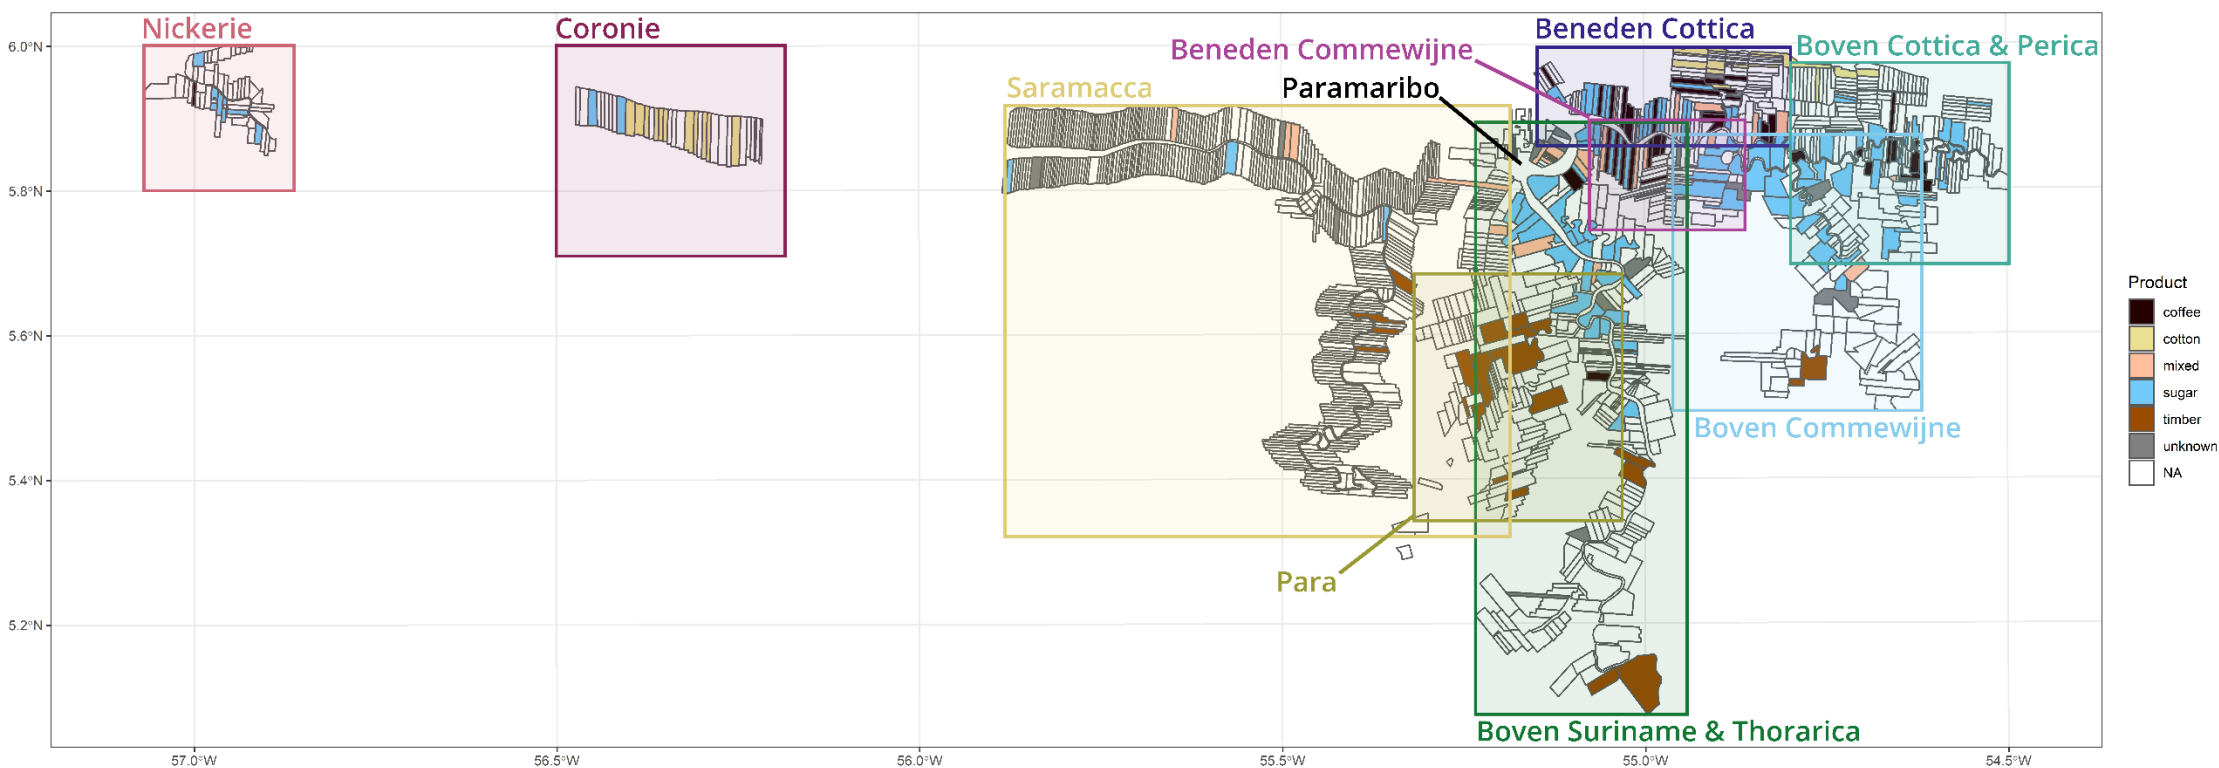 Nickerie
Coronie
Saramacca
Beneden Commewijne
Paramaribo
Beneden Cottica
Boven Cottica & Perica
Boven Commewijne
Para
Boven Suriname & Thorarica
6.0°N
5.8°N
5.6°N
5.4°N
5.2°N
57.0°W
56.5°W
56.0°W
55.5°W
55.0°W
54.5°W
Product
coffee
cotton
mixed
sugar
timber
unknown
NA